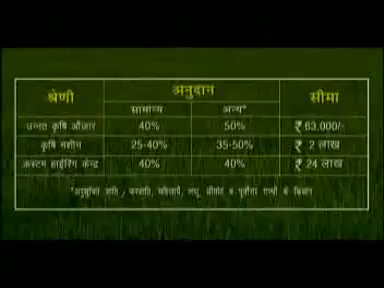 श्रेणी अनुदान सीमा
सामान्य अन्य*
उन्नत कृषि औजार 40% 50% ₹ 63,000/-
कृषि मशीन 25-40% 35-50% ₹ 2 लाख
कस्टम हाईरिंग केन्द्र 40% 40% ₹ 24 लाख
*अनुसूचित जाति / जनजाति, महिलायें, लघु, सीमांत व पूर्वोत्तर राज्यों के किसान